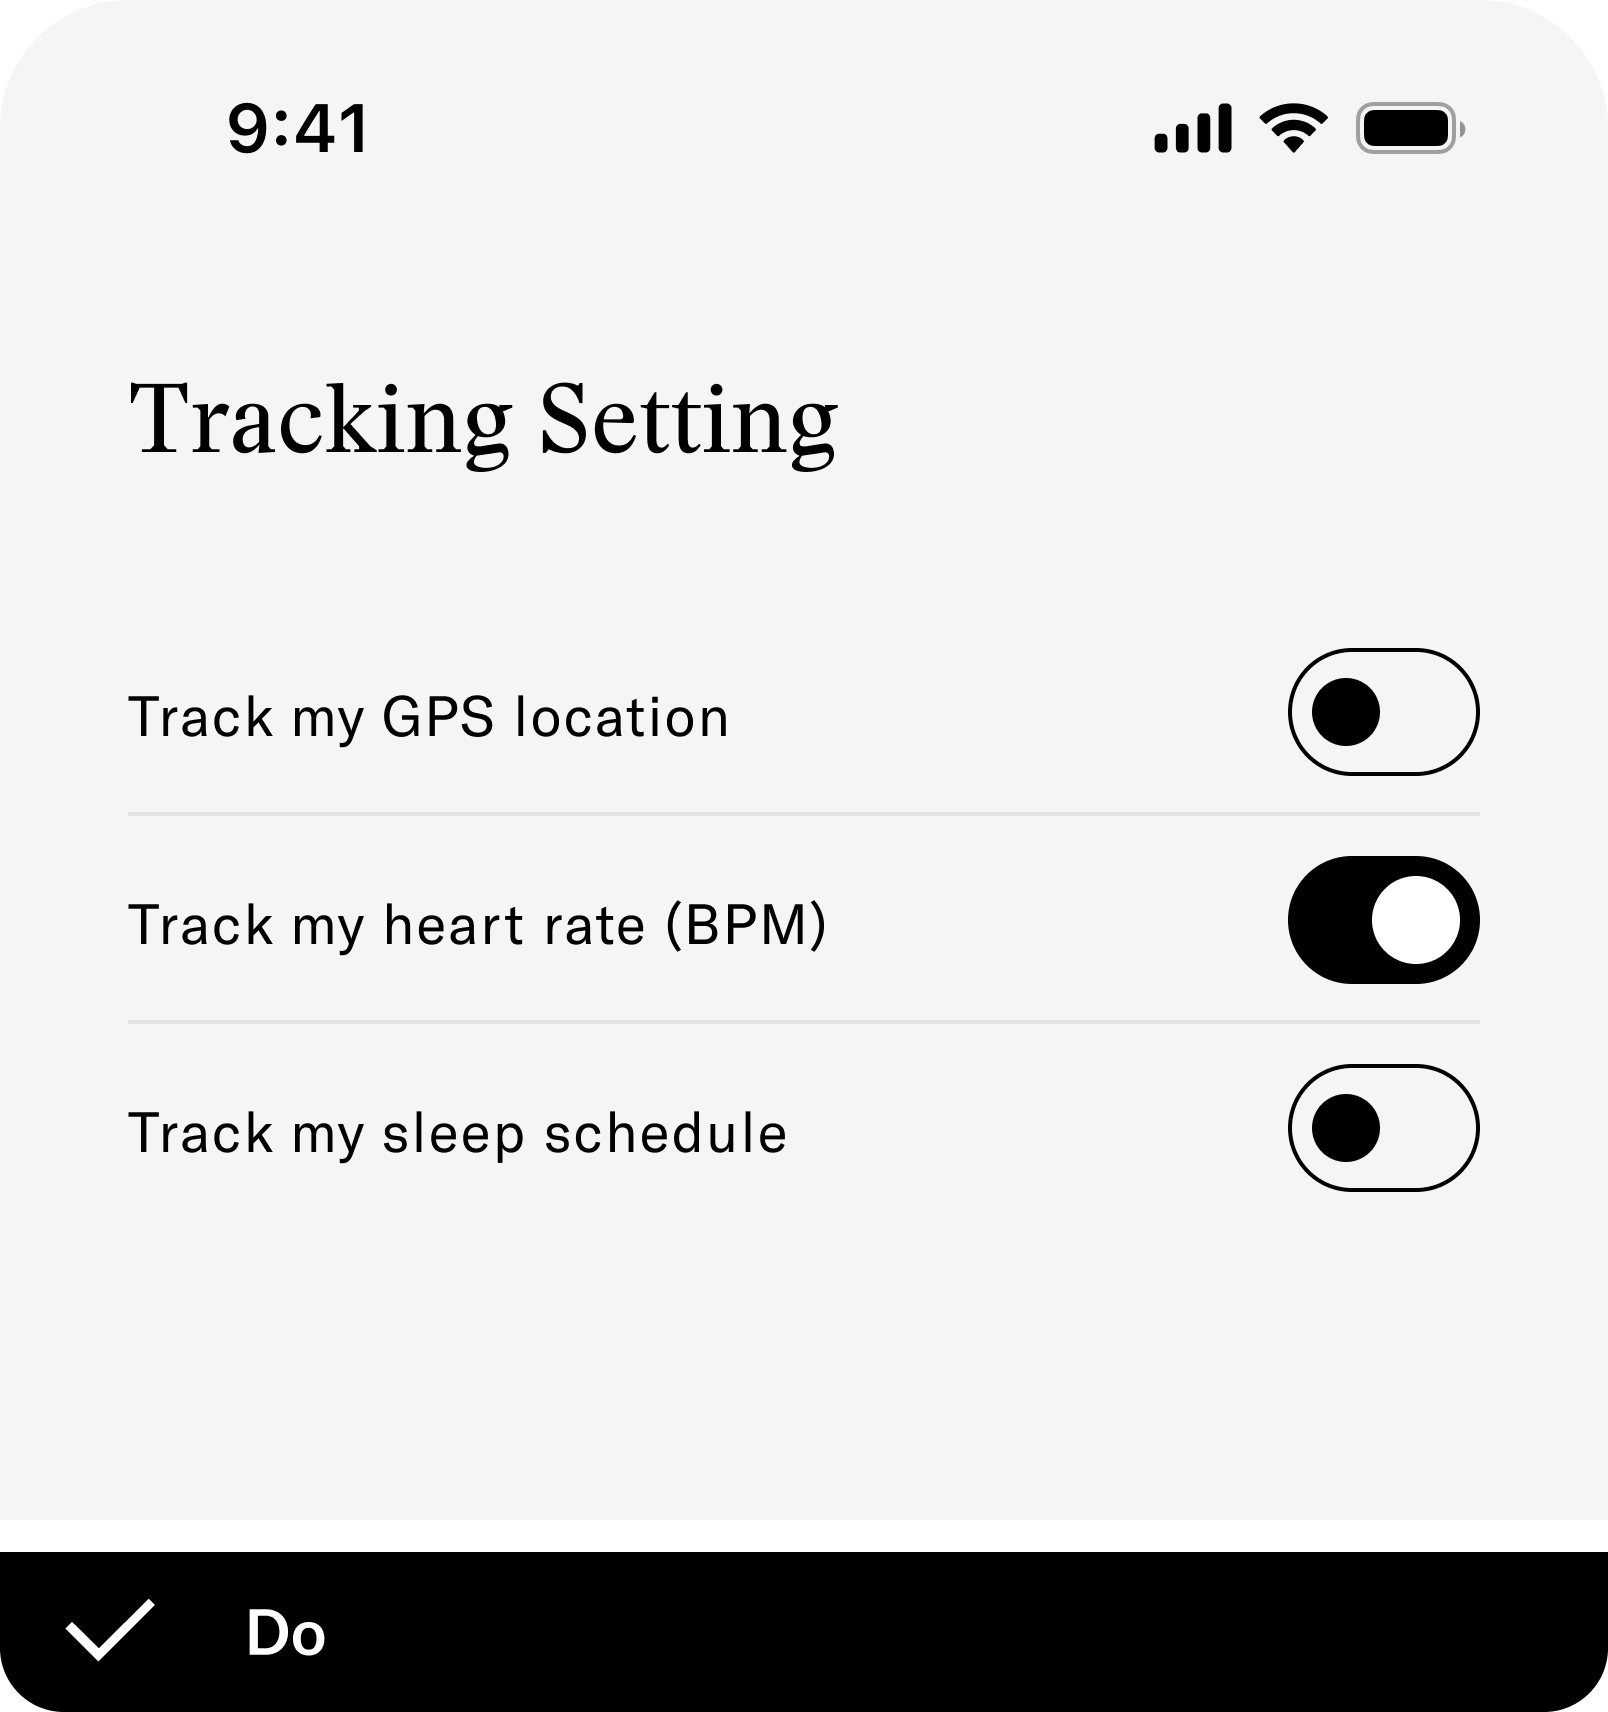 9:41
Tracking Setting
Track my GPS location
Track my heart rate (BPM)
Track my sleep schedule
Do